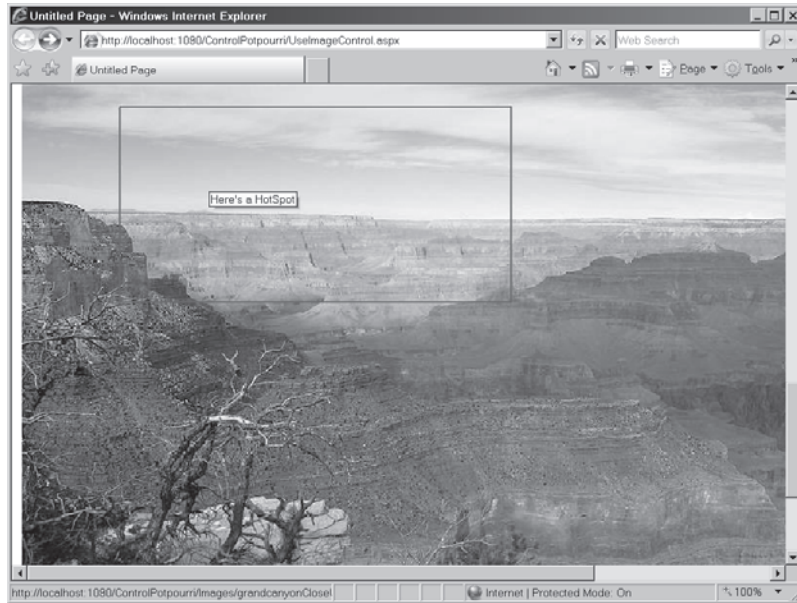 Untitled Page - Windows Internet Explorer
http://localhost:1080/ControlPotpourri/UseImageControl.aspx
Web Search
Untitled Page
Page
Tools
Here's a HotSpot
http://localhost:1080/ControlPotpourri/Images/grandcanyonClosel
Internet | Protected Mode: On
100%